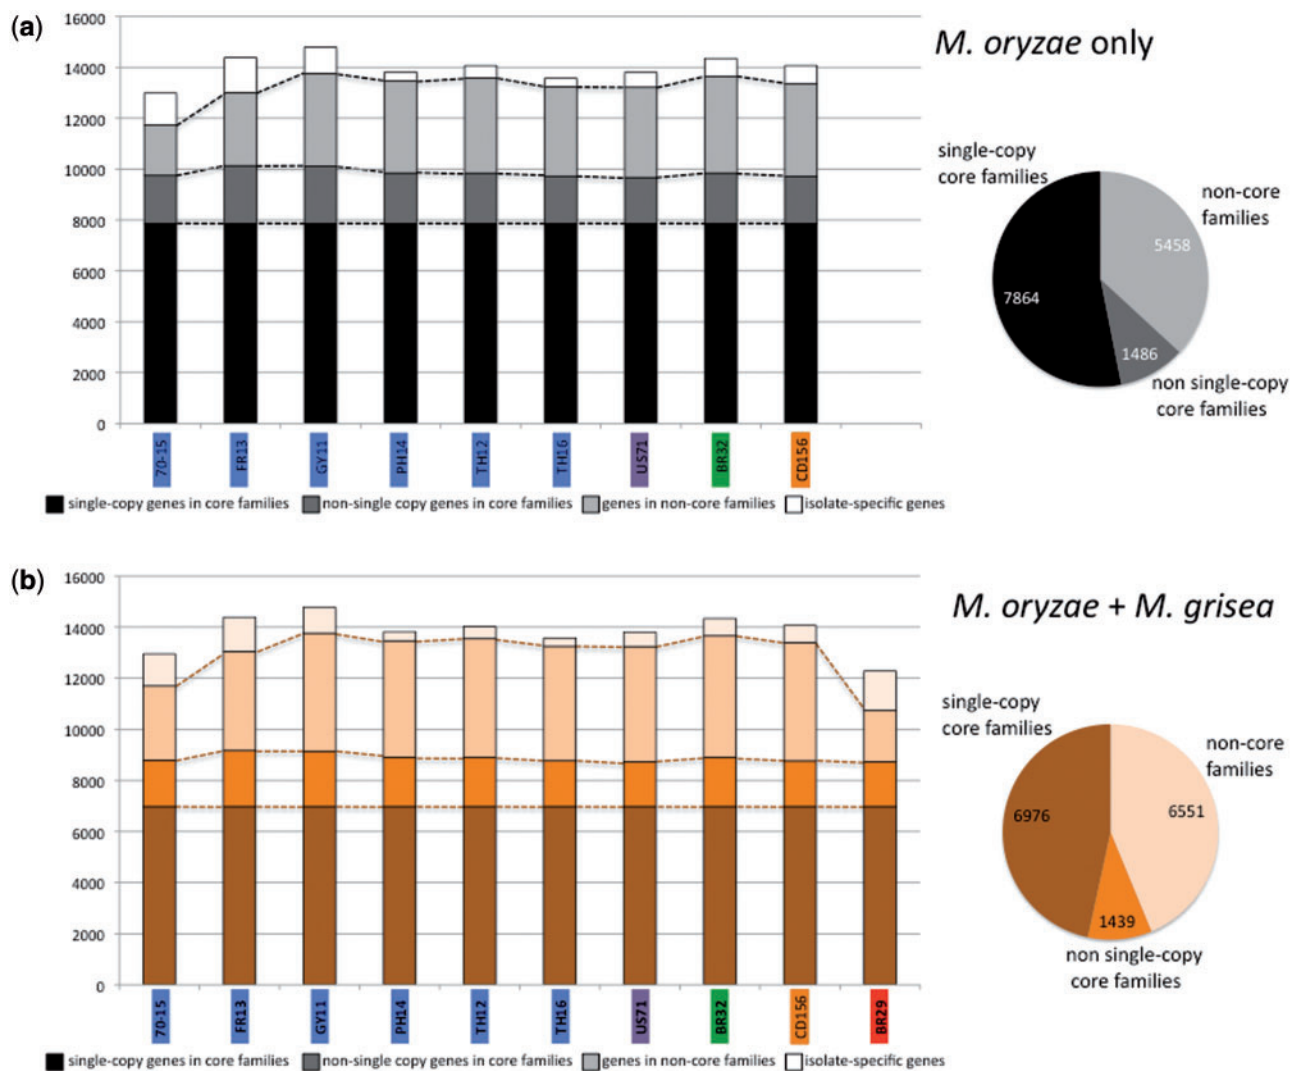 (a)
16000
14000
12000
10000
8000
6000
4000
2000
0
70-15
FR13
GY11
PH14
TH12
TH16
US71
BR32
CD156
single-copy genes in core families
non-single copy genes in core families
genes in non-core families
isolate-specific genes
M. oryzae only
single-copy
core families
non-core
families
5458
7864
1486
non single-copy
core families
(b)
16000
14000
12000
10000
8000
6000
4000
2000
0
70-15
FR13
GY11
PH14
TH12
TH16
US71
BR32
CD156
BR29
single-copy genes in core families
non-single copy genes in core families
genes in non-core families
isolate-specific genes
M. oryzae + M. grisea
single-copy
core families
non-core
families
6976
6551
1439
non single-copy
core families